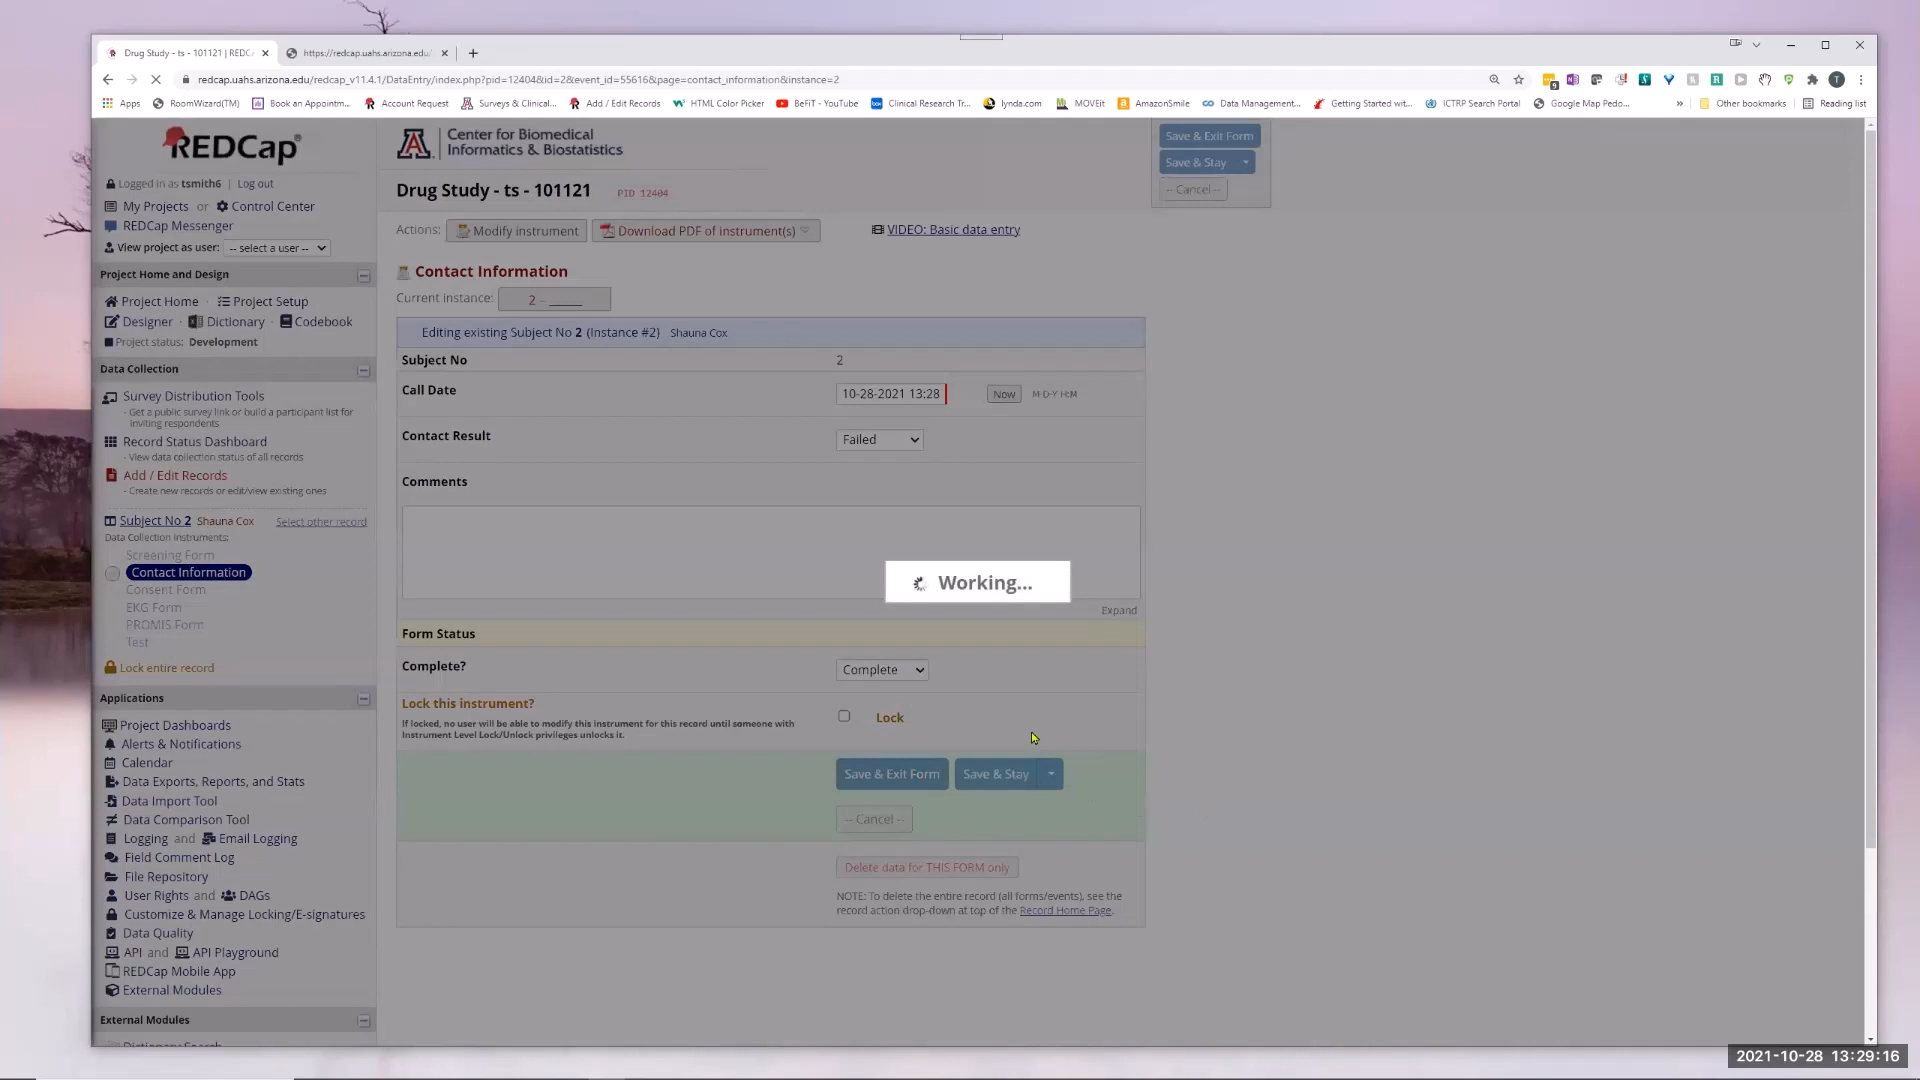 Drug Study - ts - 101121 | REDC
https://redcap.uahs.arizona.edu/
redcap.uahs.arizona.edu/redcap_v11.4.1/DataEntry/index.php?pid=12404&id=2&event_id=55616&page=contact_information&instance=2
Apps RoomWizard(TM) Book an Appointm... Account Request Surveys & Clinical... Add / Edit Records HTML Color Picker BeFiT - YouTube Clinical Research Tr... lynda.com MOVEit AmazonSmile Data Management... Getting Started wit... ICTRP Search Portal Google Map Pedo... » Other bookmarks Reading list
REDCap
Logged in as tsmith6 | Log out
My Projects or Control Center
REDCap Messenger
View project as user: -- select a user --
Project Home and Design
Project Home · Project Setup
Designer · Dictionary · Codebook
Project status: Development
Data Collection
Survey Distribution Tools
- Get a public survey link or build a participant list for
inviting respondents
Record Status Dashboard
- View data collection status of all records
Add / Edit Records
- Create new records or edit/view existing ones
Subject No 2 Shauna Cox Select other record
Data Collection Instruments:
Screening Form
Contact Information
Consent Form
EKG Form
PROMIS Form
Test
Lock entire record
Applications
Project Dashboards
Alerts & Notifications
Calendar
Data Exports, Reports, and Stats
Data Import Tool
Data Comparison Tool
Logging and Email Logging
Field Comment Log
File Repository
User Rights and DAGs
Customize & Manage Locking/E-signatures
Data Quality
API and API Playground
REDCap Mobile App
External Modules
External Modules
Dictionary Search
A Center for Biomedical
Informatics & Biostatistics
Drug Study - ts - 101121 PID 12404
Actions: Modify instrument Download PDF of instrument(s) VIDEO: Basic data entry
Contact Information
Current instance: 2 - _____
Editing existing Subject No 2 (Instance #2) Shauna Cox
Subject No 2
Call Date 10-28-2021 13:28 Now M-D-Y H:M
Contact Result Failed
Comments
Working...
Expand
Form Status
Complete? Complete
Lock this instrument?
If locked, no user will be able to modify this instrument for this record until someone with
Instrument Level Lock/Unlock privileges unlocks it.
Lock
Save & Exit Form Save & Stay
-- Cancel --
Delete data for THIS FORM only
NOTE: To delete the entire record (all forms/events), see the
record action drop-down at top of the Record Home Page.
Save & Exit Form
Save & Stay
-- Cancel --
2021-10-28 13:29:16